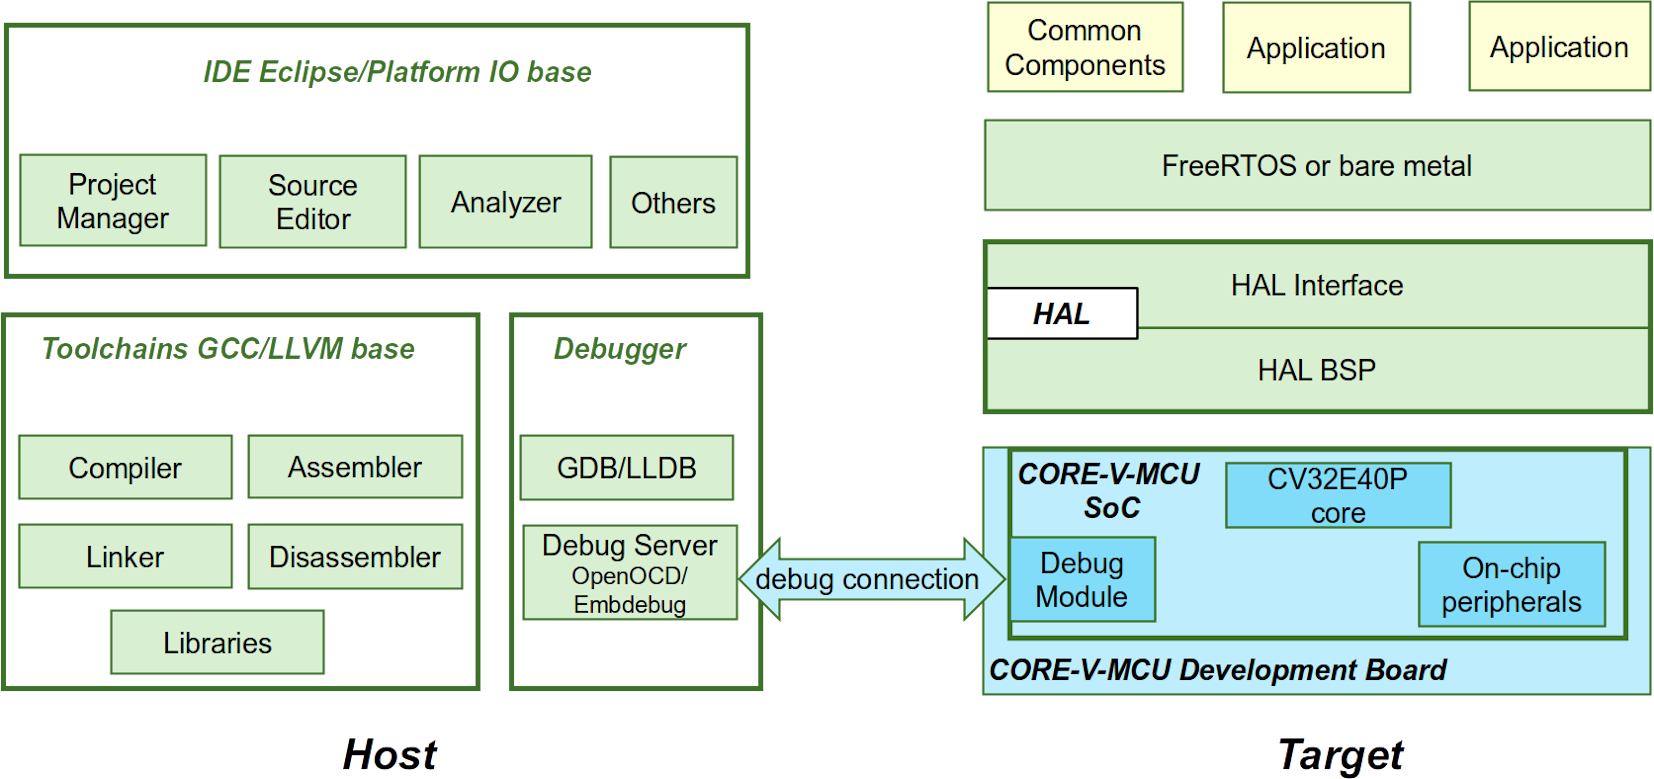 IDE Eclipse/Platform IO base
Project
Manager
Source
Editor
Analyzer
Others
Toolchains GCC/LLVM base
Compiler
Assembler
Linker
Disassembler
Libraries
Debugger
GDB/LLDB
Debug Server
OpenOCD/
Embdebug
debug connection
Host
Common
Components
Application
Application
FreeRTOS or bare metal
HAL Interface
HAL
HAL BSP
CORE-V-MCU
SoC
CV32E40P
core
Debug
Module
On-chip
peripherals
CORE-V-MCU Development Board
Target